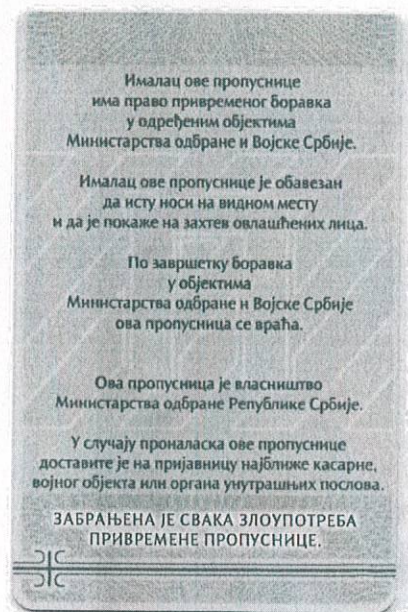 Ималац ове пропуснице
има право привременог боравка
у одређеним објектима
Министарства одбране и Војске Србије.
Ималац ове пропуснице је обавезан
да исту носи на видном месту
и да је покаже на захтев овлашћених лица.
По завршетку боравка
у објектима
Министарства одбране и Војске Србије
ова пропусница се враћа.
Ова пропусница је власништво
Министарства одбране Републике Србије.
У случају проналаска ове пропуснице
доставите је на пријавницу најближе касарне,
војног објекта или органа унутрашњих послова.
ЗАБРАЊЕНА ЈЕ СВАКА ЗЛОУПОТРЕБА
ПРИВРЕМЕНЕ ПРОПУСНИЦЕ.